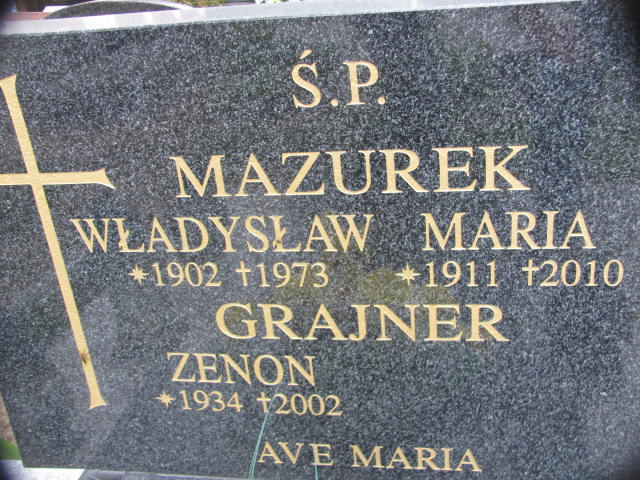 Ś.P.
MAZUREK
WŁADYSŁAW MARIA
*1902 †1973 *1911 †2010
GRAJNER
ZENON
*1934 †2002
AVE MARIA